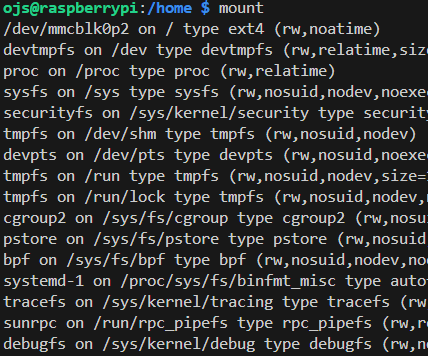 ojs@raspberrypi:/home $ mount
/dev/mmcblk0p2 on / type ext4 (rw,noatime)
devtmpfs on /dev type devtmpfs (rw,relatime,size
proc on /proc type proc (rw,relatime)
sysfs on /sys type sysfs (rw,nosuid,nodev,noexe
securityfs on /sys/kernel/security type security
tmpfs on /dev/shm type tmpfs (rw,nosuid,nodev)
devpts on /dev/pts type devpts (rw,nosuid,noexe
tmpfs on /run type tmpfs (rw,nosuid,nodev,size=
tmpfs on /run/lock type tmpfs (rw,nosuid,nodev,
cgroup2 on /sys/fs/cgroup type cgroup2 (rw,nosu
pstore on /sys/fs/pstore type pstore (rw,nosuid
bpf on /sys/fs/bpf type bpf (rw,nosuid,nodev,no
systemd-1 on /proc/sys/fs/binfmt_misc type auto
tracefs on /sys/kernel/tracing type tracefs (rw
sunrpc on /run/rpc_pipefs type rpc_pipefs (rw,re
debugfs on /sys/kernel/debug type debugfs (rw,n